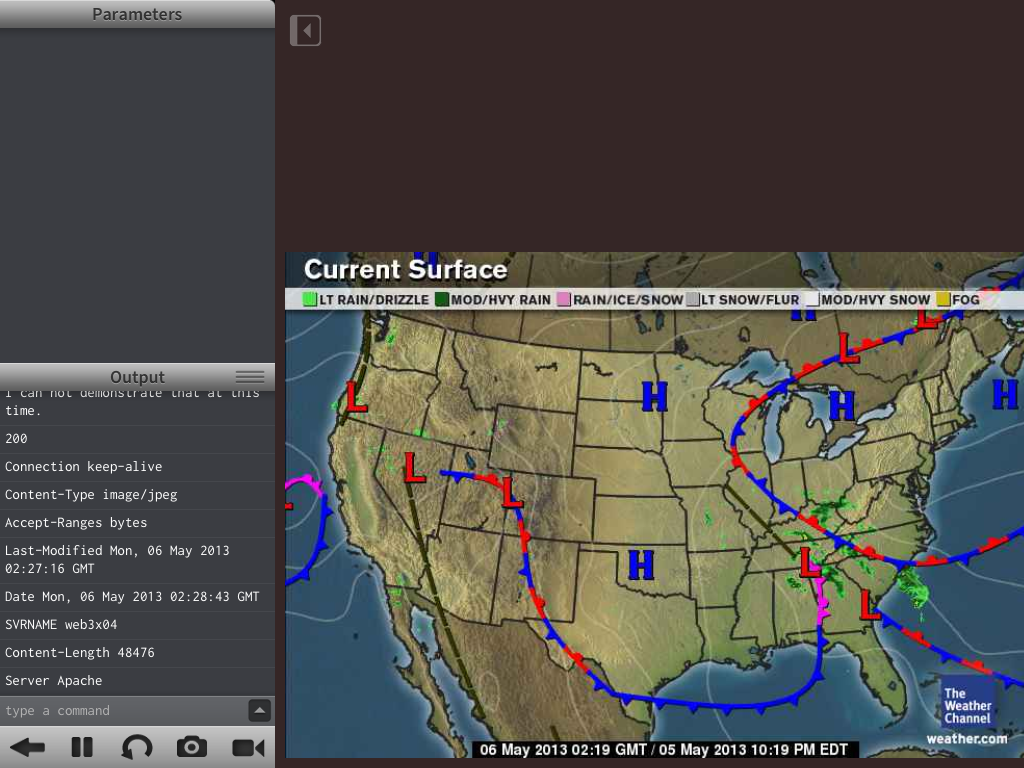 Parameters
Output
I can not demonstrate that at this
time.
200
Connection keep-alive
Content-Type image/jpeg
Accept-Ranges bytes
Last-Modified Mon, 06 May 2013
02:27:16 GMT
Date Mon, 06 May 2013 02:28:43 GMT
SVRNAME web3x04
Content-Length 48476
Server Apache
type a command
Current Surface
LT RAIN/DRIZZLE MOD/HVY RAIN RAIN/ICE/SNOW LT SNOW/FLUR MOD/HVY SNOW FOG
H
H
L
L
H
L
H
H
L
L
L
H
L
L
The
Weather
Channel
weather.com
06 May 2013 02:19 GMT / 05 May 2013 10:19 PM EDT